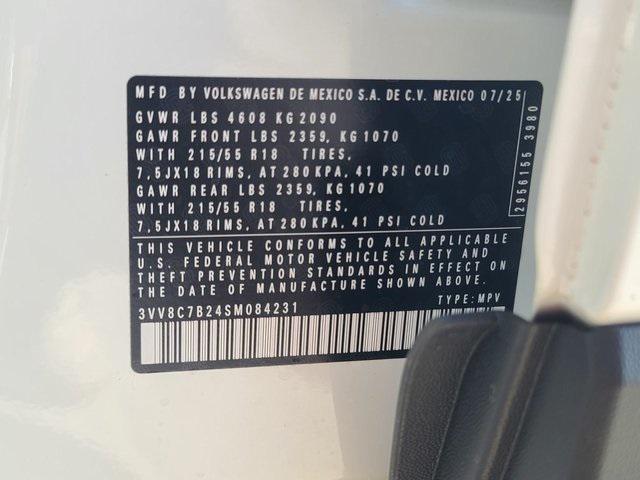 MFD BY VOLKSWAGEN DE MEXICO S.A. DE C.V. MEXICO 07/25
GVWR LBS 4608 KG 2090
GAWR FRONT LBS 2359, KG 1070
WITH 215/55 R18 TIRES,
7,5JX18 RIMS, AT 280 KPA, 41 PSI COLD
GAWR REAR LBS 2359, KG 1070
WITH 215/55 R18 TIRES,
7,5JX18 RIMS, AT 280 KPA, 41 PSI COLD
THIS VEHICLE CONFORMS TO ALL APPLICABLE
U.S. FEDERAL MOTOR VEHICLE SAFETY AND
THEFT PREVENTION STANDARDS IN EFFECT ON
THE DATE OF MANUFACTURE SHOWN ABOVE.
3VV8C7B24SM084231 TYPE: MPV
2956155 3980